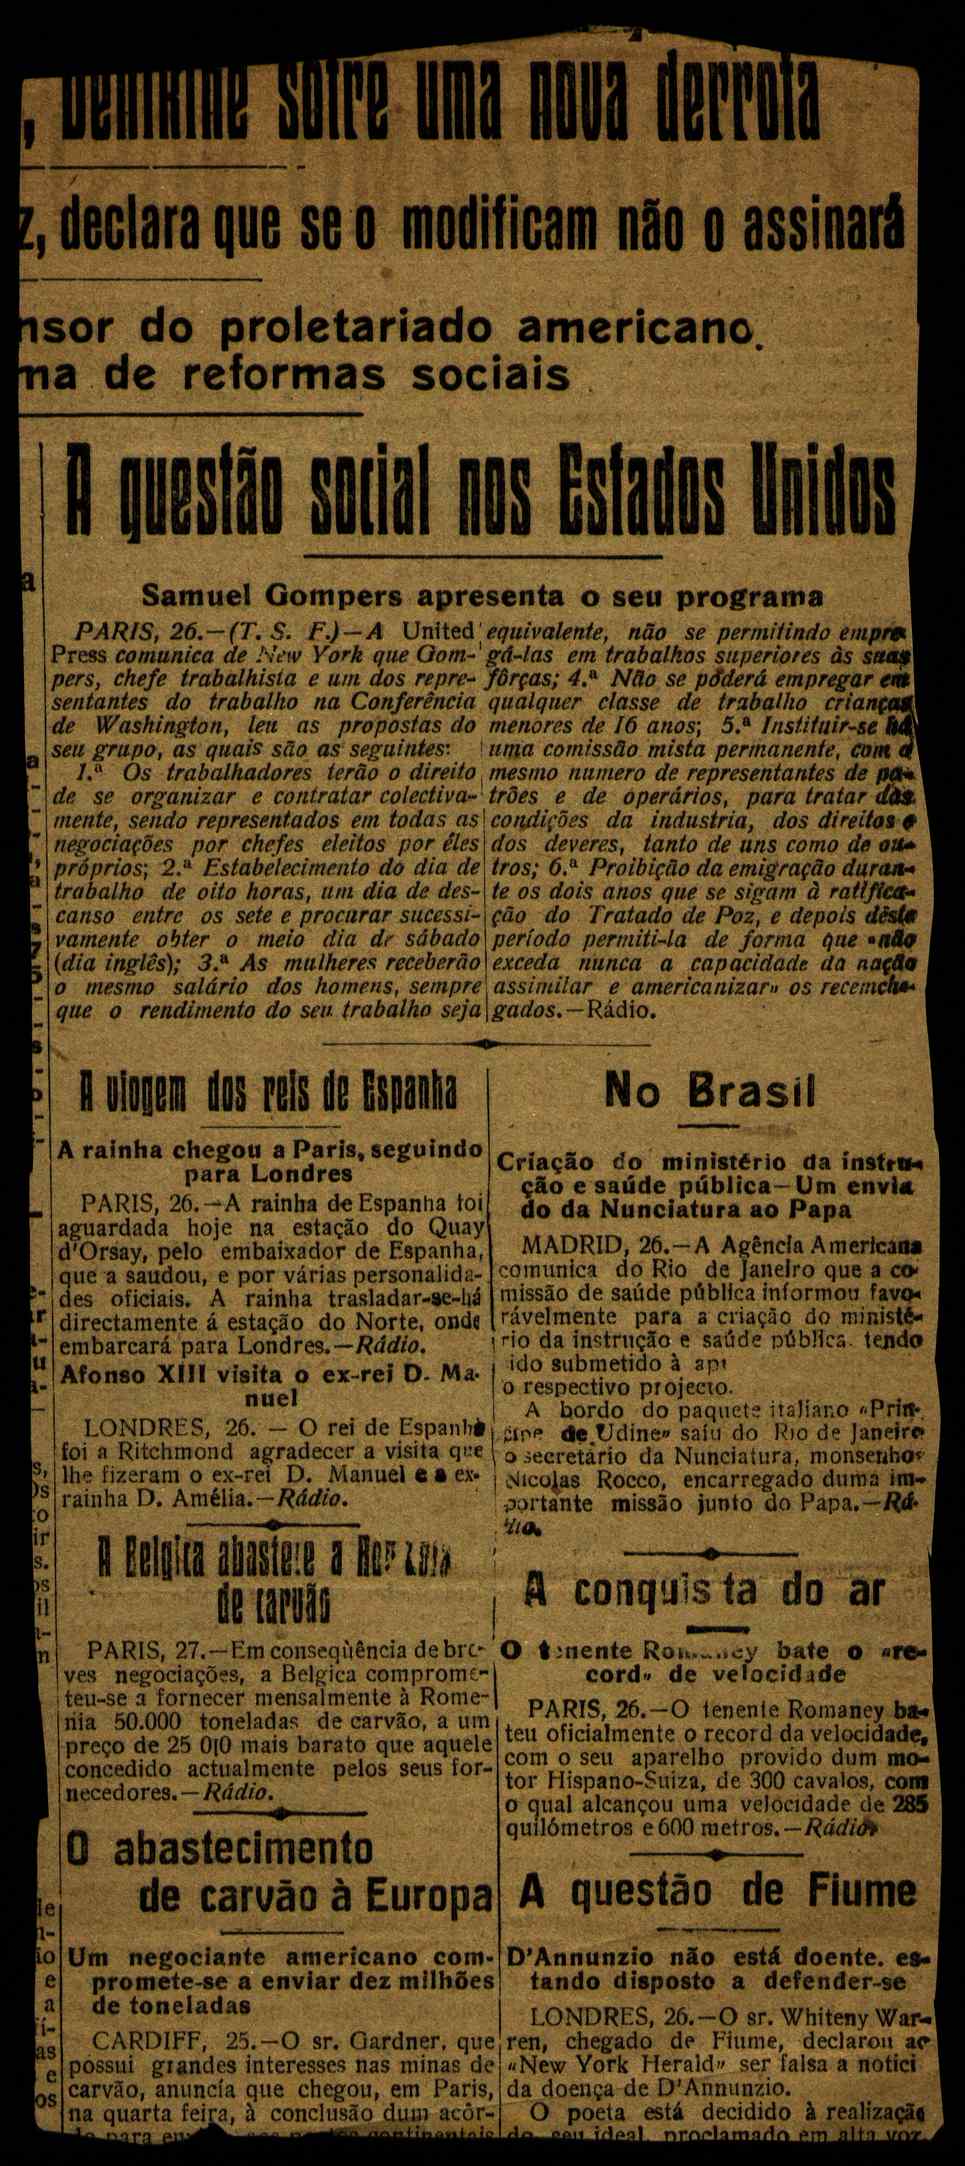 , Denikine sofre uma nova derrota
z, declara que se o modificam não o assinará
nsor do proletariado americano.
ma de reformas sociais
A questão social nos Estados Unidos
Samuel Gompers apresenta o seu programa
PARIS, 26.—(T. S. F.)—A United
Press comunica de New York que Gom-
pers, chefe trabalhista e um dos repre-
sentantes do trabalho na Conferência
de Washington, leu as propostas do
seu grupo, as quais são as seguintes:
1.ª Os trabalhadores terão o direito
de se organizar e contratar colectiva-
mente, sendo representados em todas as
negociações por chefes eleitos por éles
próprios; 2.ª Estabelecimento do dia de
trabalho de oito horas, um dia de des-
canso entre os sete e procurar sucessi-
vamente obter o meio dia de sábado
(dia inglês); 3.ª As mulheres receberão
o mesmo salário dos homens, sempre
que o rendimento do seu trabalho seja
equivalente, não se permitindo empre-
gá-las em trabalhos superiores às suas
fôrças; 4.ª Não se poderá empregar em
qualquer classe de trabalho crianças
menores de 16 anos; 5.ª Instituir-se há
uma comissão mista permanente, com o
mesmo numero de representantes de pa-
trões e de operários, para tratar das
condições da industria, dos direitos e
dos deveres, tanto de uns como de ou-
tros; 6.ª Proibição da emigração duran-
te os dois anos que se sigam à ratifica-
ção do Tratado de Poz, e depois dêste
período permiti-la de forma que «não
exceda nunca a capacidade da nação
assimilar e americanizar» os recemche-
gados.—Rádio.
A viogem dos reis de Espanha
A rainha chegou a Paris, seguindo
para Londres
PARIS, 26.—A rainha de Espanha foi
aguardada hoje na estação do Quay
d'Orsay, pelo embaixador de Espanha,
que a saudou, e por várias personalida-
des oficiais. A rainha trasladar-se-há
directamente á estação do Norte, onde
embarcará para Londres.—Rádio.
Afonso XIII visita o ex-rei D. Ma-
nuel
LONDRES, 26. — O rei de Espanha
foi a Ritchmond agradecer a visita que
lhe fizeram o ex-rei D. Manuel e a ex-
rainha D. Amélia.—Rádio.
A Belgica abastece a
de carvão
PARIS, 27.—Em conseqùência de bre-
ves negociações, a Belgica comprome-
teu-se a fornecer mensalmente à Rome-
nia 50.000 toneladas de carvão, a um
preço de 25 0|0 mais barato que aquele
concedido actualmente pelos seus for-
necedores.—Rádio.
O abastecimento
de carvão à Europa
Um negociante americano com-
promete-se a enviar dez milhões
de toneladas
CARDIFF, 25.—O sr. Gardner, que
possui grandes interesses nas minas de
carvão, anuncía que chegou, em Paris,
na quarta feira, à conclusão dum acôr-
do para
No Brasil
Criação do ministério da instru-
ção e saúde pública—Um envia
do da Nunciatura ao Papa
MADRID, 26.—A Agência Americana
comunica do Rio de Janeiro que a co-
missão de saúde pública informou favo-
rávelmente para a criação do ministé-
rio da instrução e saúde pública, tendo
ido submetido à
o respectivo projecto.
A bordo do paquete italiano «Prin-
cipe de Udine» saiu do Rio de Janeiro
o secretário da Nunciatura, monsenhor
Nicolas Rocco, encarregado duma im-
portante missão junto do Papa.—Rá-
dio.
A conquista do ar
O tenente Romaney bate o «re-
cord» de velocidade
PARIS, 26.—O tenente Romaney ba-
teu oficialmente o record da velocidade,
com o seu aparelho provido dum mo-
tor Hispano-Suiza, de 300 cavalos, com
o qual alcançou uma velocidade de 285
quilómetros e 600 metros.—Rádio
A questão de Fiume
D'Annunzio não está doente, es-
tando disposto a defender-se
LONDRES, 26.—O sr. Whiteny War-
ren, chegado de Fiume, declarou ao
«New York Herald» ser falsa a notíci
da doença de D'Annunzio.
O poeta está decidido à realização
do seu ideal, proclamado em alta voz